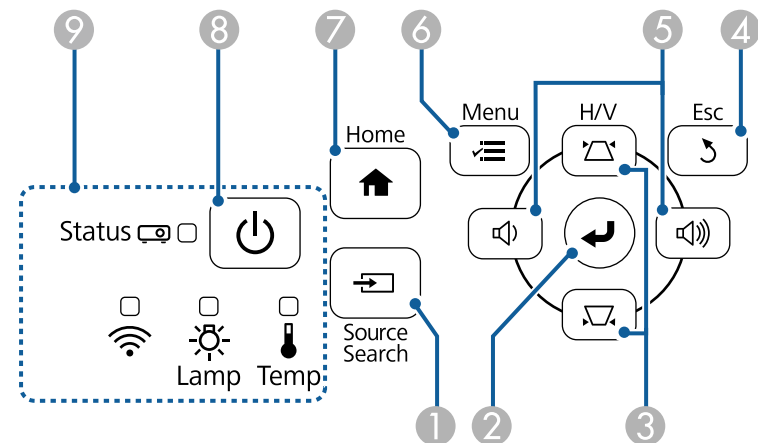 9 8 7 6 5 4
Menu H/V Esc
Home
Status
Source
Search
Lamp Temp
1 2 3